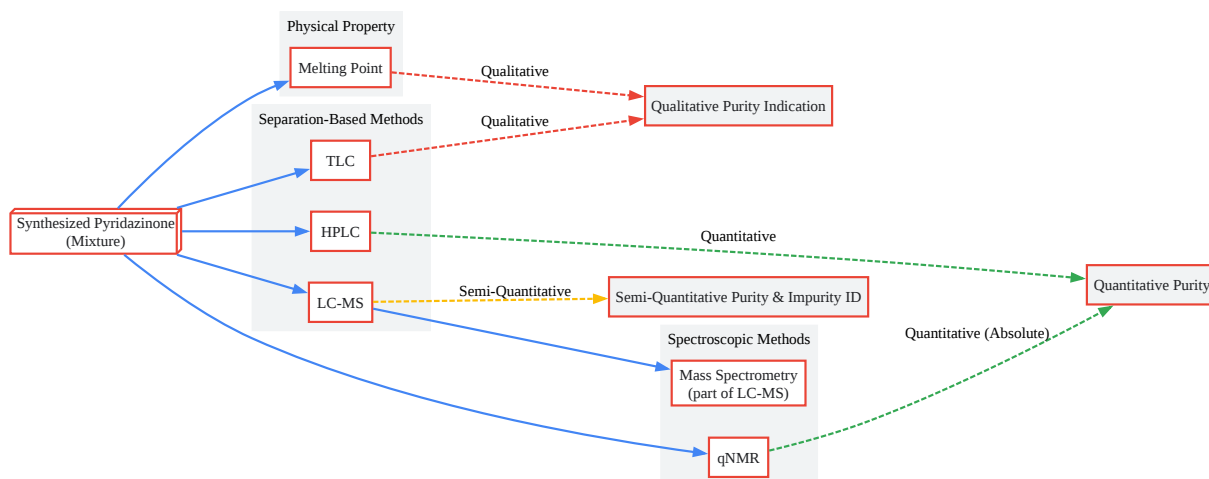 Physical Property
Melting Point
Qualitative
Qualitative Purity Indication
Separation-Based Methods
Qualitative
TLC
Synthesized Pyridazinone
(Mixture)
HPLC
Quantitative
Quantitative Purity
LC-MS
Semi-Quantitative
Semi-Quantitative Purity & Impurity ID
Spectroscopic Methods
Quantitative (Absolute)
Mass Spectrometry
(part of LC-MS)
qNMR